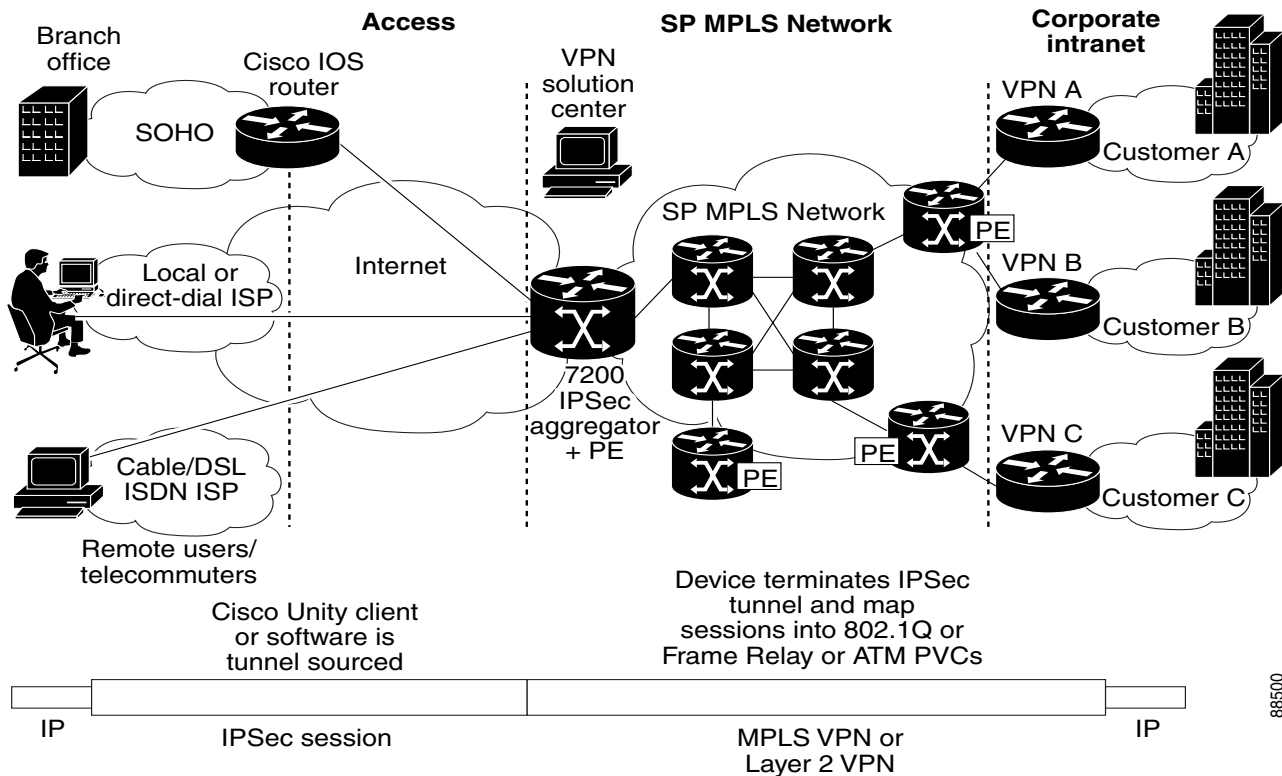 Access
SP MPLS Network
Corporate
intranet
Branch
office
Cisco IOS
router
VPN
solution
center
VPN A
SOHO
Customer A
SP MPLS Network
PE
Internet
Local or
direct-dial ISP
VPN B
Customer B
7200
IPSec
aggregator
+ PE
VPN C
PE
PE
Cable/DSL
ISDN ISP
Customer C
Remote users/
telecommuters
Cisco Unity client
or software is
tunnel sourced
Device terminates IPSec
tunnel and map
sessions into 802.1Q or
Frame Relay or ATM PVCs
IP
IPSec session
MPLS VPN or
Layer 2 VPN
IP
88500